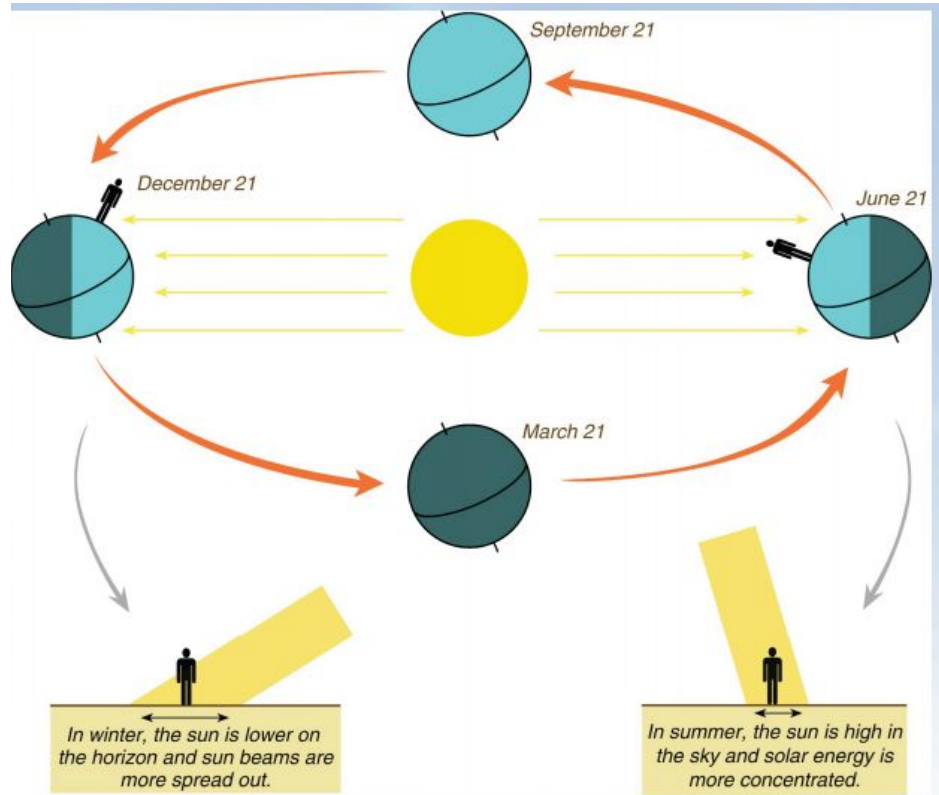 September 21
December 21
June 21
March 21
In winter, the sun is lower on
the horizon and sun beams are
more spread out.
In summer, the sun is high in
the sky and solar energy is
more concentrated.